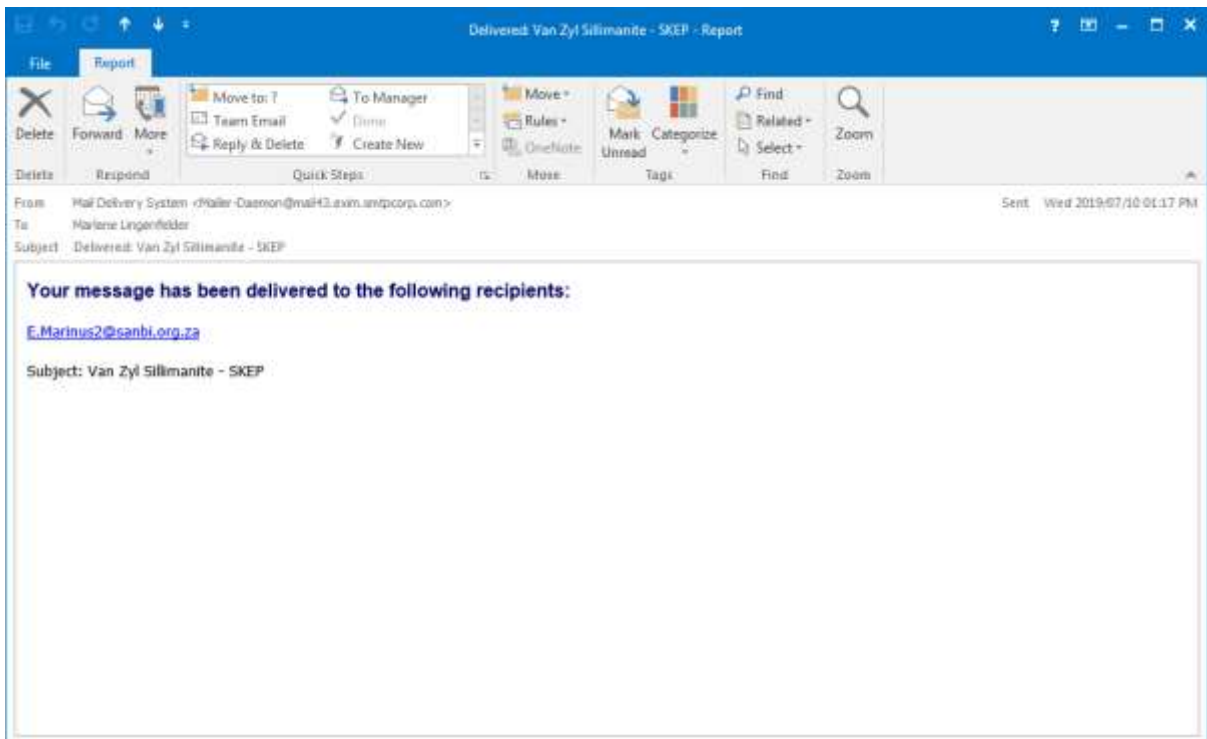 Delivered: Van Zyl Sillimanite - SKEP - Report
File Report
Move to: ? To Manager
Team Email Done
Reply & Delete Create New
Delete Forward More
Move
Rules
OneNote
Mark Unread Categorize
Find
Related
Select
Zoom
Delete Respond Quick Steps Move Tags Find Zoom
From Mail Delivery System <Mailer-Daemon@mail43.exim.smtpcorp.com> Sent Wed 2019/07/10 01:17 PM
To Marlene Lingenfelder
Subject Delivered: Van Zyl Sillimanite - SKEP
Your message has been delivered to the following recipients:
E.Marinus2@sanbi.org.za
Subject: Van Zyl Sillimanite - SKEP